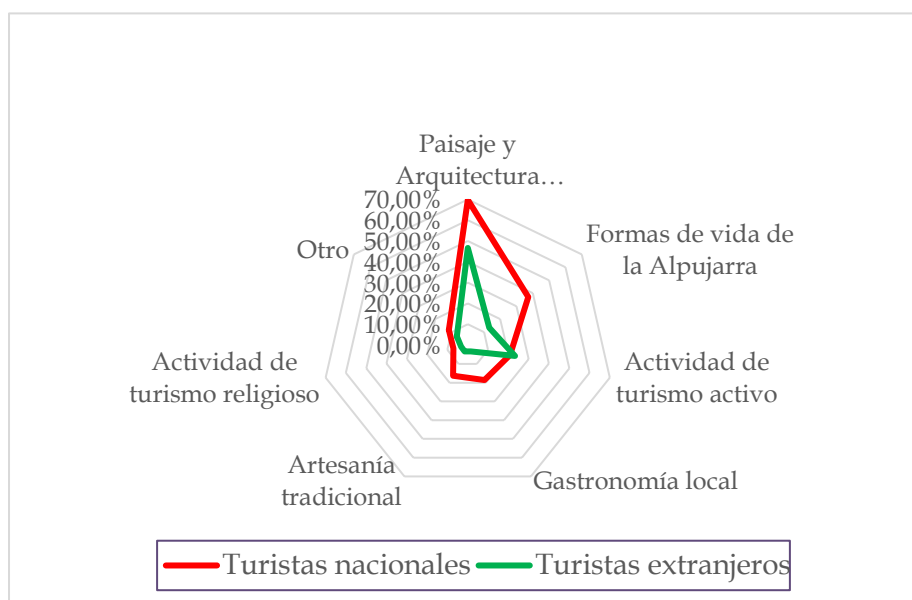 Paisaje y
Arquitectura…
70,00%
60,00%
50,00%
40,00%
30,00%
20,00%
10,00%
0,00%
Formas de vida de
la Alpujarra
Actividad de
turismo activo
Gastronomía local
Artesanía
tradicional
Actividad de
turismo religioso
Otro
Turistas nacionales
Turistas extranjeros